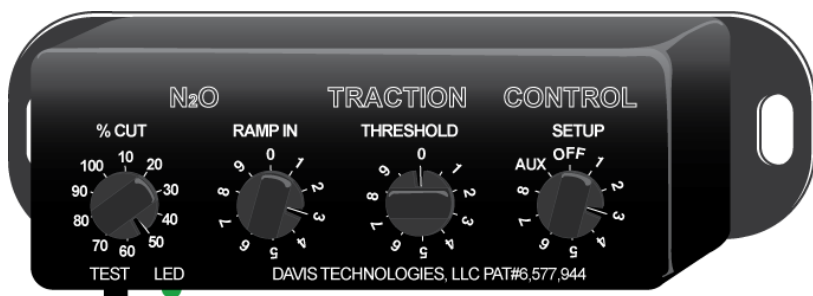 N2O TRACTION CONTROL
% CUT RAMP IN THRESHOLD SETUP
10 20 30 40 50 60 70 80 90 100
0 1 2 3 4 5 6 7 8 9
0 1 2 3 4 5 6 7 8 9
OFF 1 2 3 4 5 6 7 8 AUX
TEST LED DAVIS TECHNOLOGIES, LLC PAT#6,577,944